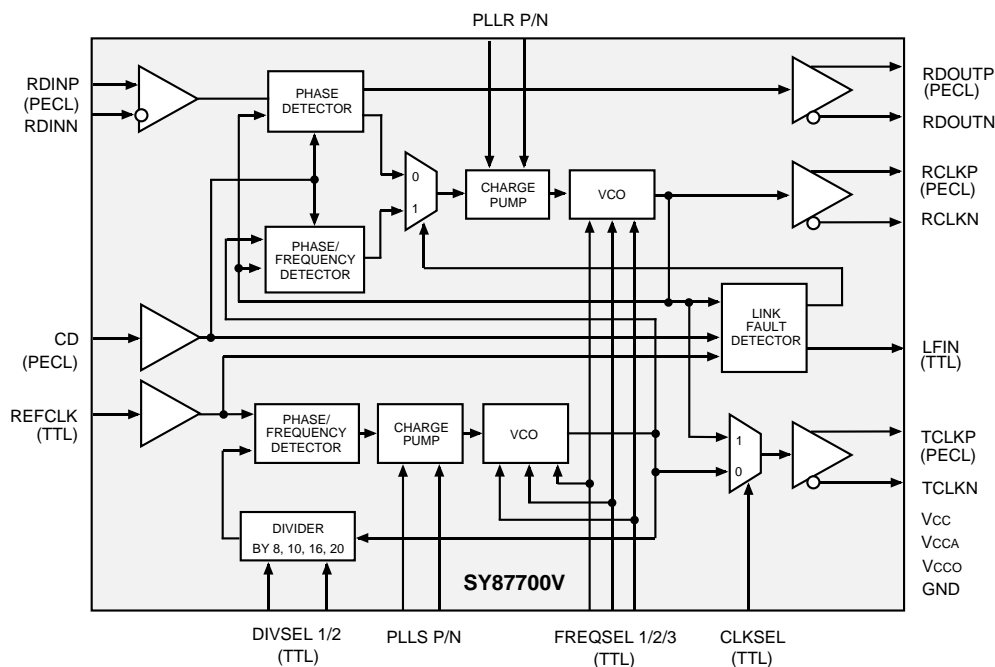 PLLR P/N
RDINP
(PECL)
RDINN
PHASE
DETECTOR
RDOUTP
(PECL)
RDOUTN
0
1
CHARGE
PUMP
VCO
RCLKP
(PECL)
RCLKN
PHASE/
FREQUENCY
DETECTOR
CD
(PECL)
LINK
FAULT
DETECTOR
LFIN
(TTL)
REFCLK
(TTL)
PHASE/
FREQUENCY
DETECTOR
CHARGE
PUMP
VCO
1
0
TCLKP
(PECL)
TCLKN
DIVIDER
BY 8, 10, 16, 20
SY87700V
VCC
VCCA
VCCO
GND
DIVSEL 1/2
(TTL)
PLLS P/N
FREQSEL 1/2/3
(TTL)
CLKSEL
(TTL)